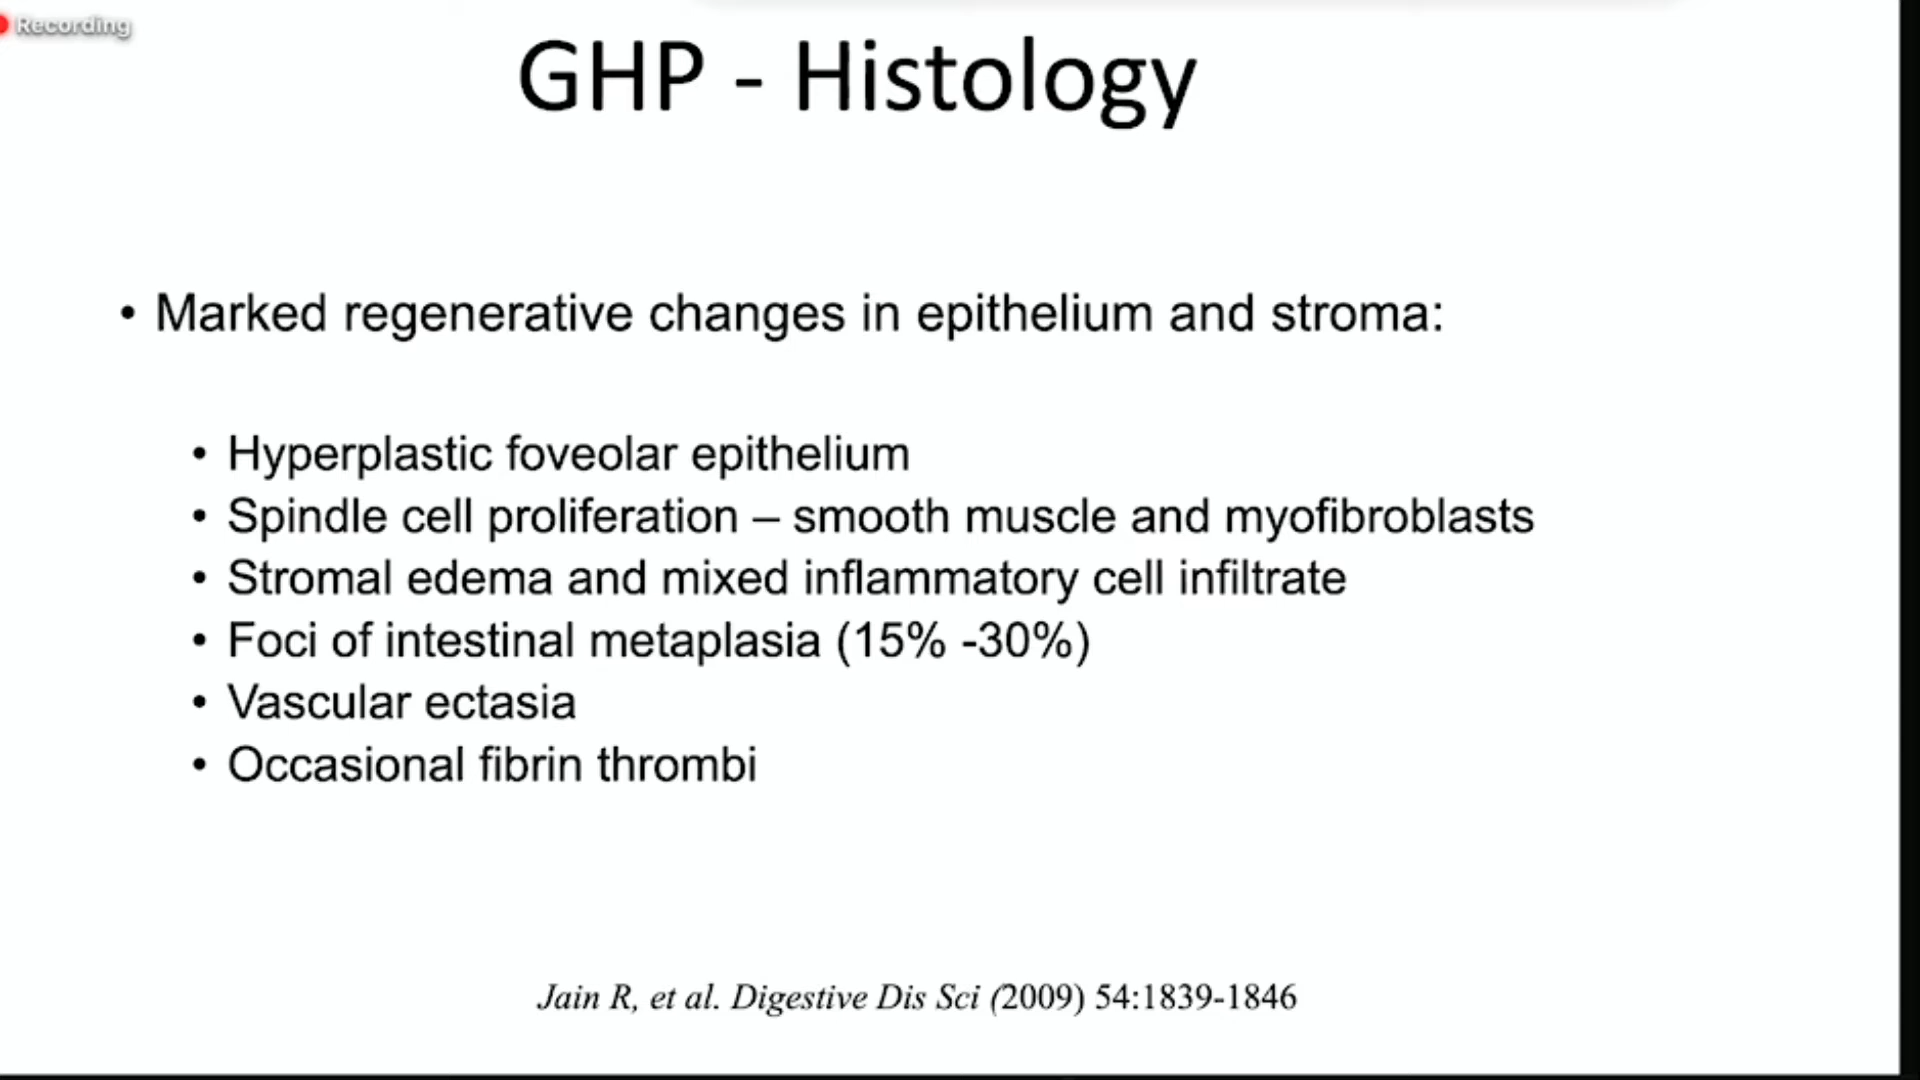 Recording
GHP - Histology
• Marked regenerative changes in epithelium and stroma:
• Hyperplastic foveolar epithelium
• Spindle cell proliferation – smooth muscle and myofibroblasts
• Stromal edema and mixed inflammatory cell infiltrate
• Foci of intestinal metaplasia (15% -30%)
• Vascular ectasia
• Occasional fibrin thrombi
Jain R, et al. Digestive Dis Sci (2009) 54:1839-1846